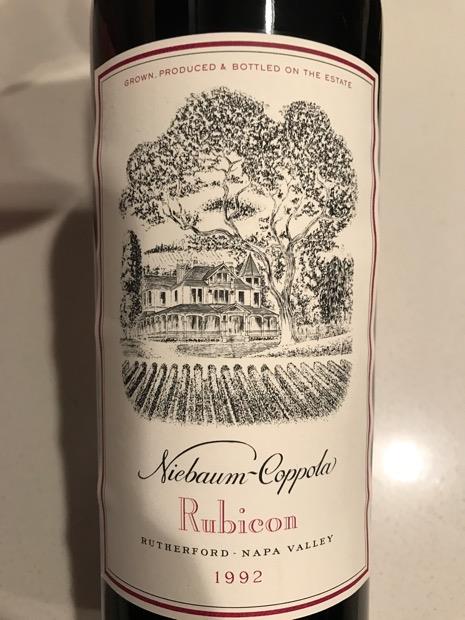 GROWN, PRODUCED & BOTTLED ON THE ESTATE
Niebaum-Coppola
Rubicon
RUTHERFORD - NAPA VALLEY
1992